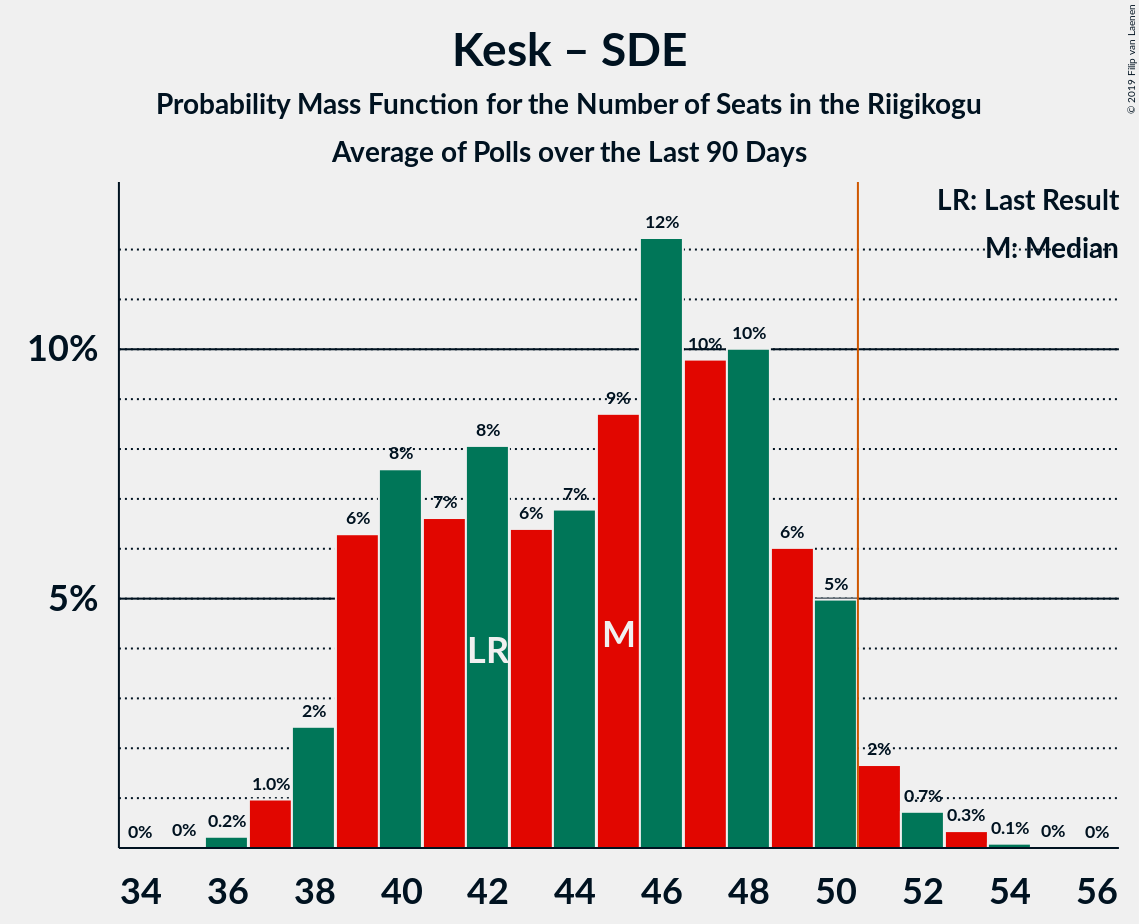 Kesk – SDE
Probability Mass Function for the Number of Seats in the Riigikogu
Average of Polls over the Last 90 Days
© 2019 Filip van Laenen
LR: Last Result
M: Median
10%
5%
0%
0%
0.2%
1.0%
2%
6%
8%
7%
8%
6%
7%
9%
12%
10%
10%
6%
5%
2%
0.7%
0.3%
0.1%
0%
0%
LR
M
34 36 38 40 42 44 46 48 50 52 54 56